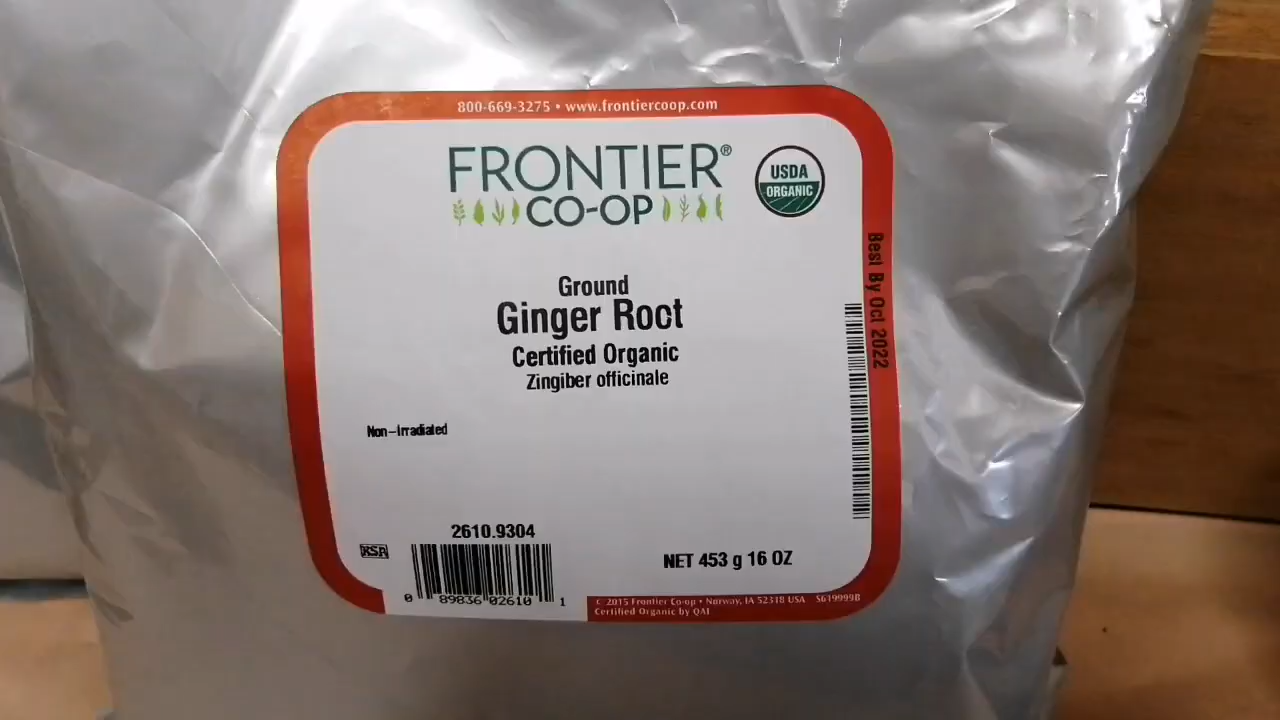 800-669-3275 • www.frontiercoop.com
FRONTIER®
CO-OP
USDA
ORGANIC
Ground
Ginger Root
Certified Organic
Zingiber officinale
Best By Oct 2022
Non-Irradiated
2610.9304
KSA
NET 453 g 16 OZ
0 89836 02610 1
© 2015 Frontier Co-op • Norway, IA 52318 USA S619999B
Certified Organic by QAI